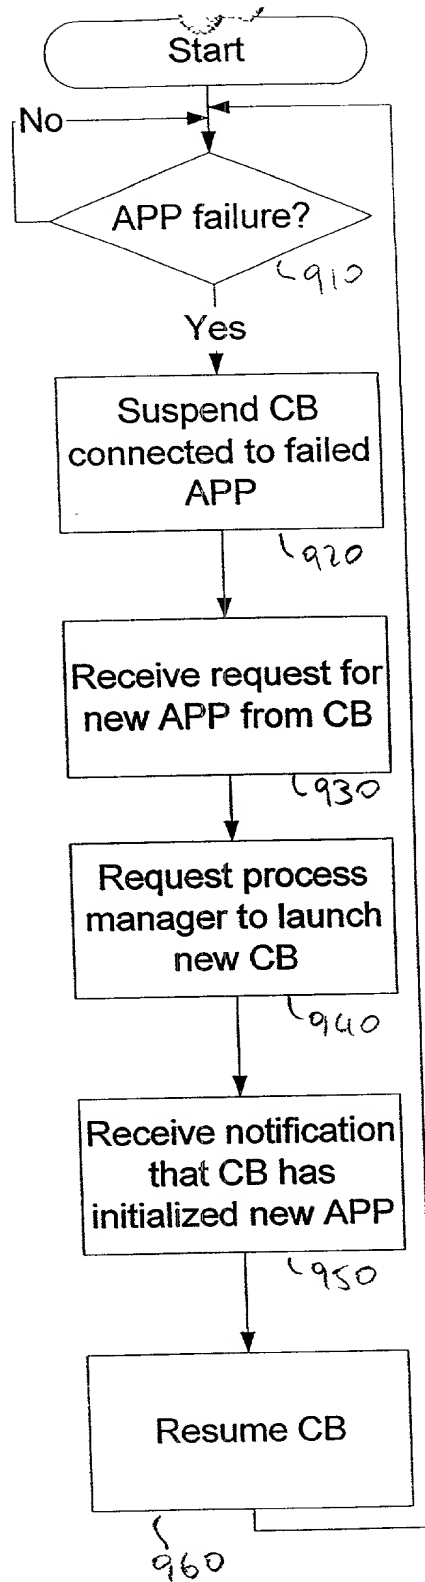 Start
No
APP failure?
910
Yes
Suspend CB
connected to failed
APP
920
Receive request for
new APP from CB
930
Request process
manager to launch
new CB
940
Receive notification
that CB has
initialized new APP
950
Resume CB
960